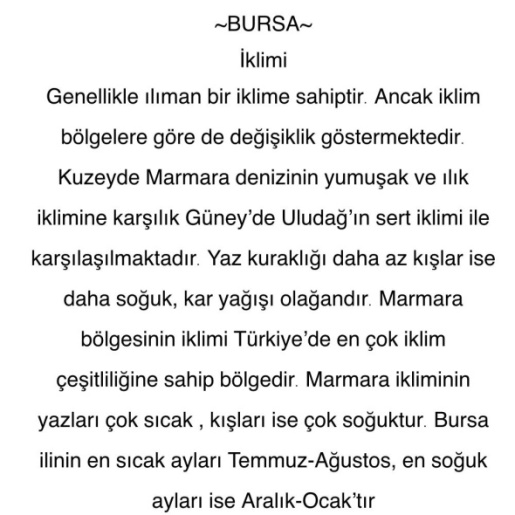 ~BURSA~
İklimi
Genellikle ılıman bir iklime sahiptir. Ancak iklim
bölgelere göre de değişiklik göstermektedir.
Kuzeyde Marmara denizinin yumuşak ve ılık
iklimine karşılık Güney’de Uludağ’ın sert iklimi ile
karşılaşılmaktadır. Yaz kuraklığı daha az kışlar ise
daha soğuk, kar yağışı olağandır. Marmara
bölgesinin iklimi Türkiye’de en çok iklim
çeşitliliğine sahip bölgedir. Marmara ikliminin
yazları çok sıcak , kışları ise çok soğuktur. Bursa
ilinin en sıcak ayları Temmuz-Ağustos, en soğuk
ayları ise Aralık-Ocak’tır